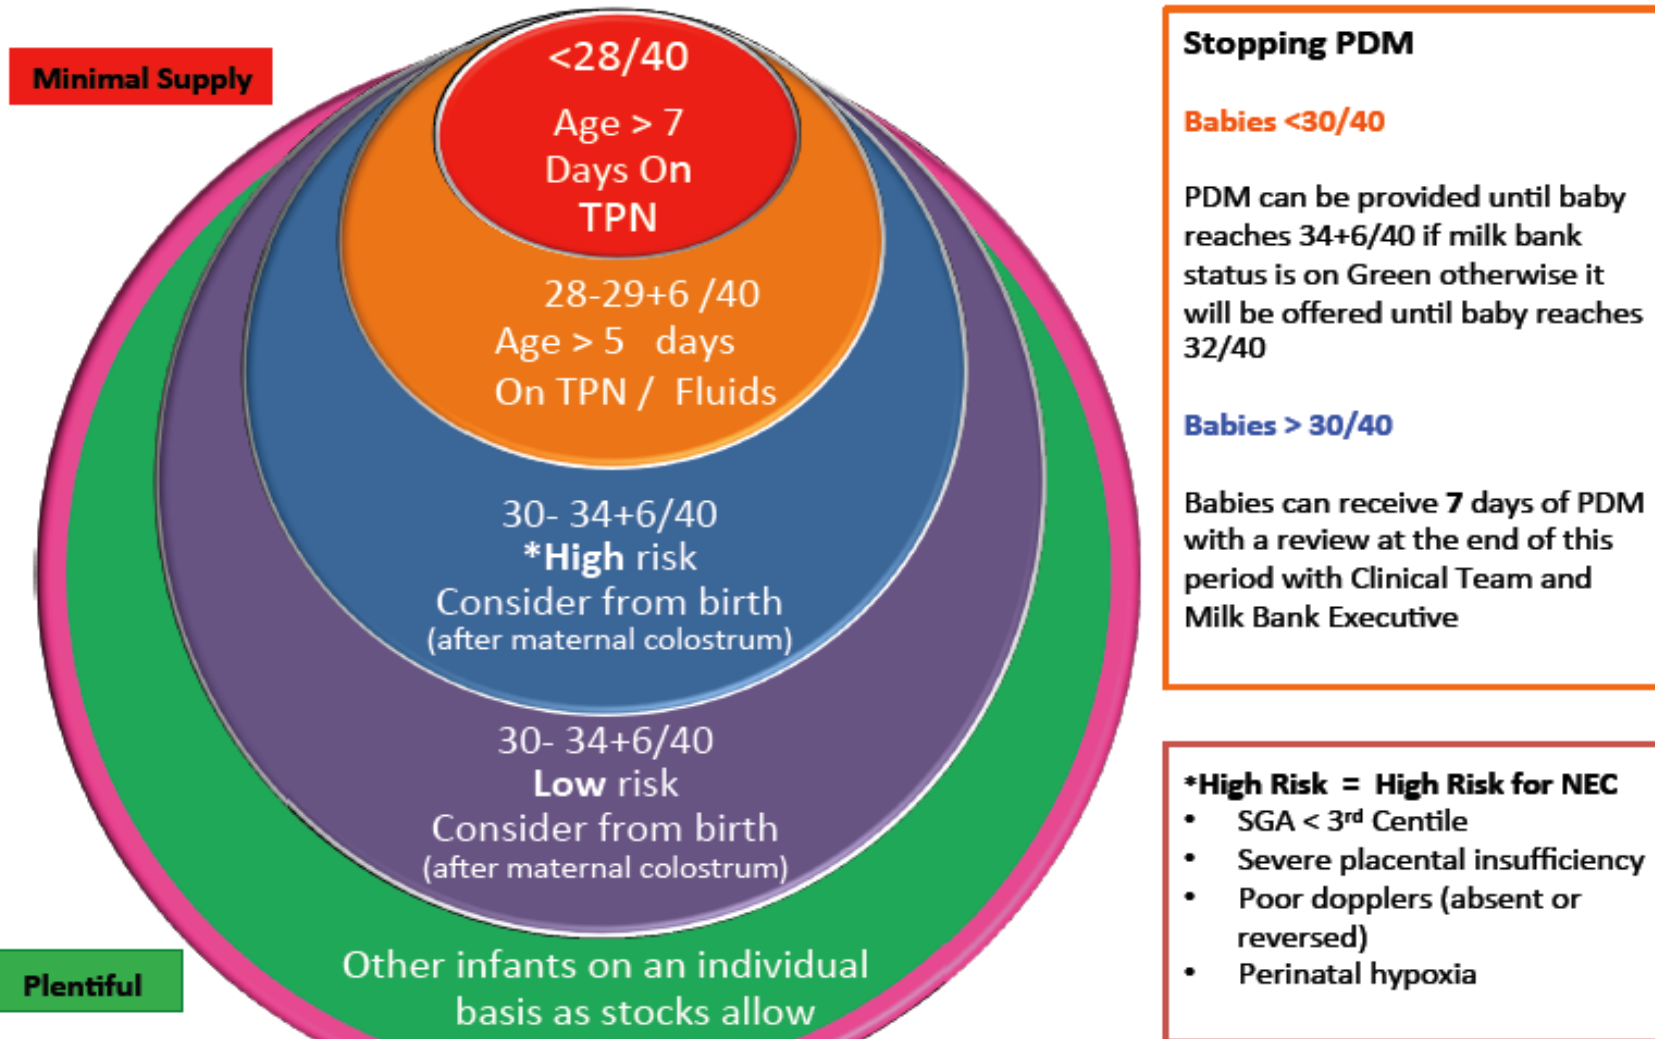 Minimal Supply
<28/40
Age > 7
Days On
TPN
28-29+6 /40
Age > 5 days
On TPN / Fluids
30- 34+6/40
*High risk
Consider from birth
(after maternal colostrum)
30- 34+6/40
Low risk
Consider from birth
(after maternal colostrum)
Other infants on an individual
basis as stocks allow
Plentiful
Stopping PDM
Babies <30/40
PDM can be provided until baby
reaches 34+6/40 if milk bank
status is on Green otherwise it
will be offered until baby reaches
32/40
Babies > 30/40
Babies can receive 7 days of PDM
with a review at the end of this
period with Clinical Team and
Milk Bank Executive
*High Risk = High Risk for NEC
• SGA < 3rd Centile
• Severe placental insufficiency
• Poor dopplers (absent or
reversed)
• Perinatal hypoxia